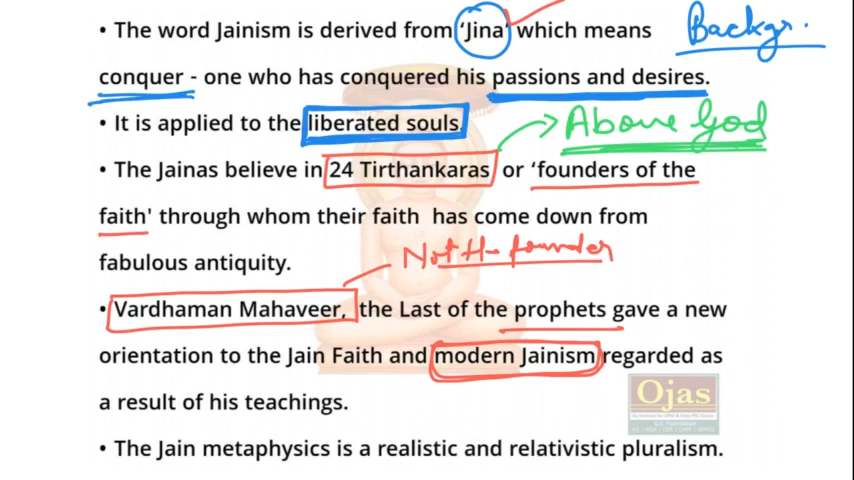 • The word Jainism is derived from ‘Jina’ which means
Backgr.
conquer - one who has conquered his passions and desires.
• It is applied to the liberated souls.
Above God
• The Jainas believe in 24 Tirthankaras or ‘founders of the
faith' through whom their faith has come down from
Not the founder
fabulous antiquity.
• Vardhaman Mahaveer, the Last of the prophets gave a new
orientation to the Jain Faith and modern Jainism regarded as
Ojas
a result of his teachings.
• The Jain metaphysics is a realistic and relativistic pluralism.